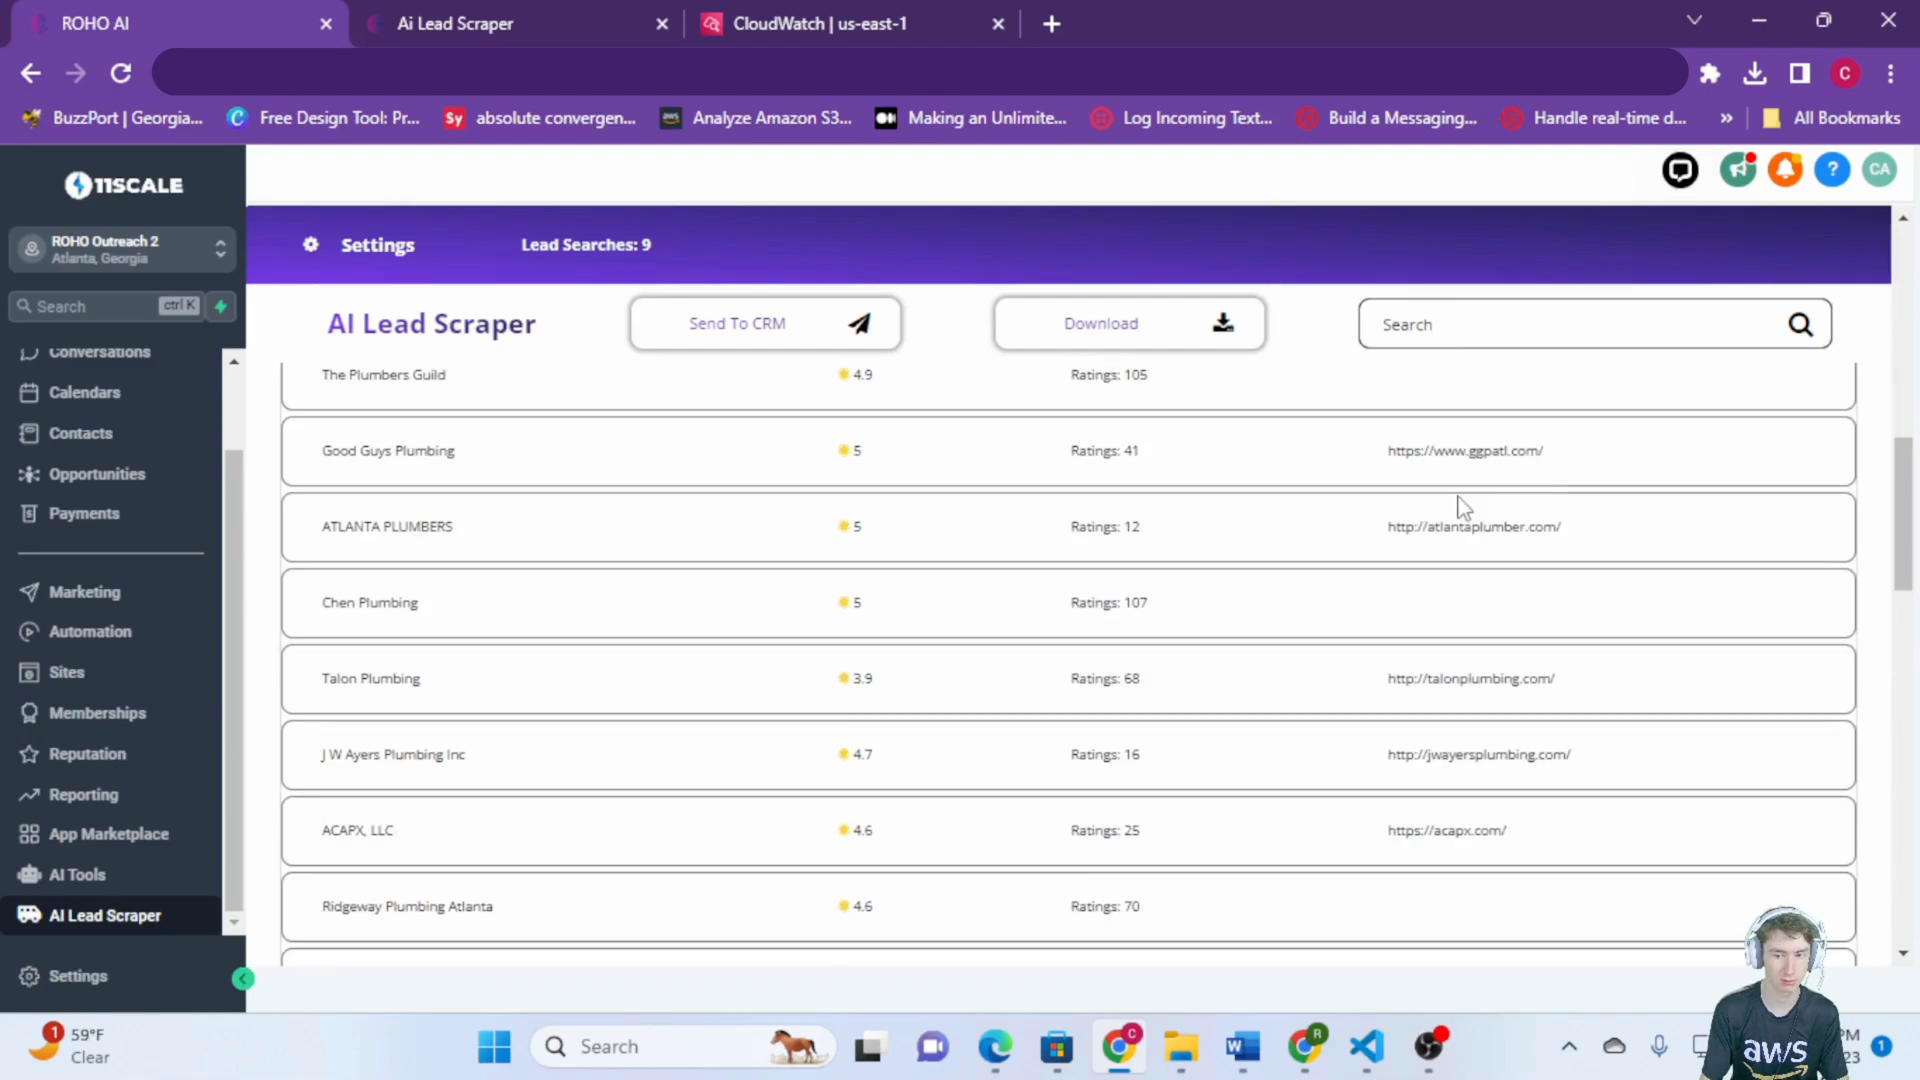 ROHO AI
Ai Lead Scraper
CloudWatch | us-east-1
C
BuzzPort | Georgia...
Free Design Tool: Pr...
Sy absolute convergen...
aws Analyze Amazon S3...
Making an Unlimite...
Log Incoming Text...
Build a Messaging...
Handle real-time d...
»
All Bookmarks
11SCALE
?
CA
ROHO Outreach 2
Atlanta, Georgia
Search ctrl K
Conversations
Calendars
Contacts
Opportunities
Payments
Marketing
Automation
Sites
Memberships
Reputation
Reporting
App Marketplace
AI Tools
AI Lead Scraper
Settings
Settings
Lead Searches: 9
AI Lead Scraper
Send To CRM
Download
Search
The Plumbers Guild 4.9 Ratings: 105
Good Guys Plumbing 5 Ratings: 41 https://www.ggpatl.com/
ATLANTA PLUMBERS 5 Ratings: 12 http://atlantaplumber.com/
Chen Plumbing 5 Ratings: 107
Talon Plumbing 3.9 Ratings: 68 http://talonplumbing.com/
J W Ayers Plumbing Inc 4.7 Ratings: 16 http://jwayersplumbing.com/
ACAPX, LLC 4.6 Ratings: 25 https://acapx.com/
Ridgeway Plumbing Atlanta 4.6 Ratings: 70
1
59°F
Clear
Search
C
W
R
PM
23
1
aws